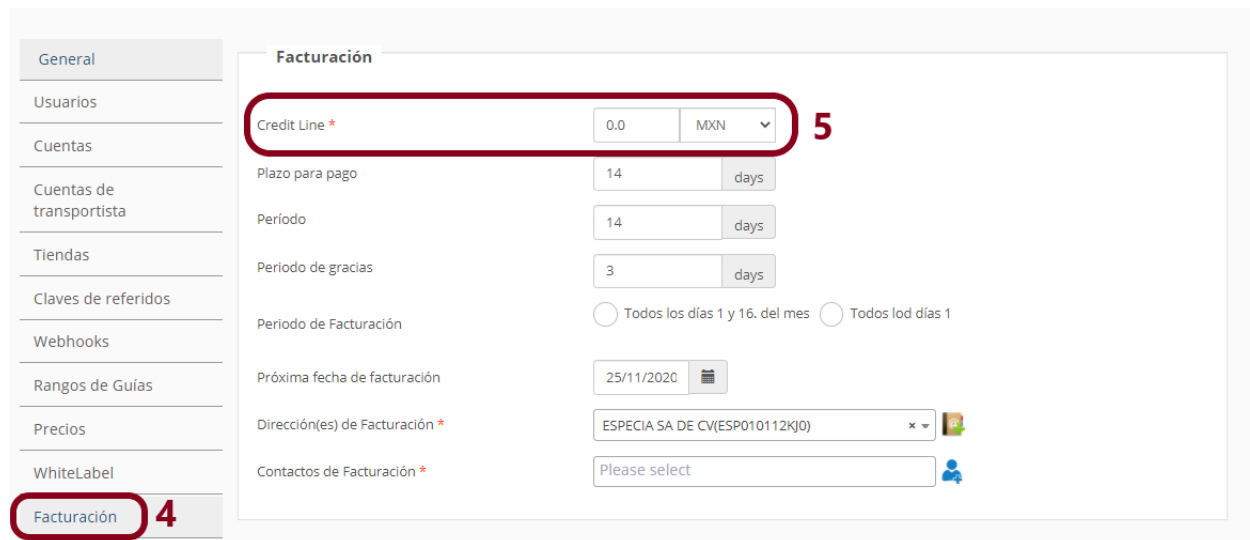 General
Usuarios
Cuentas
Cuentas de
transportista
Tiendas
Claves de referidos
Webhooks
Rangos de Guías
Precios
WhiteLabel
Facturación 4
Facturación
Credit Line * 0.0 MXN 5
Plazo para pago 14 days
Período 14 days
Periodo de gracias 3 days
Periodo de Facturación Todos los días 1 y 16. del mes Todos lod días 1
Próxima fecha de facturación 25/11/2020
Dirección(es) de Facturación * ESPECIA SA DE CV(ESP010112KJ0) ×
Contactos de Facturación * Please select